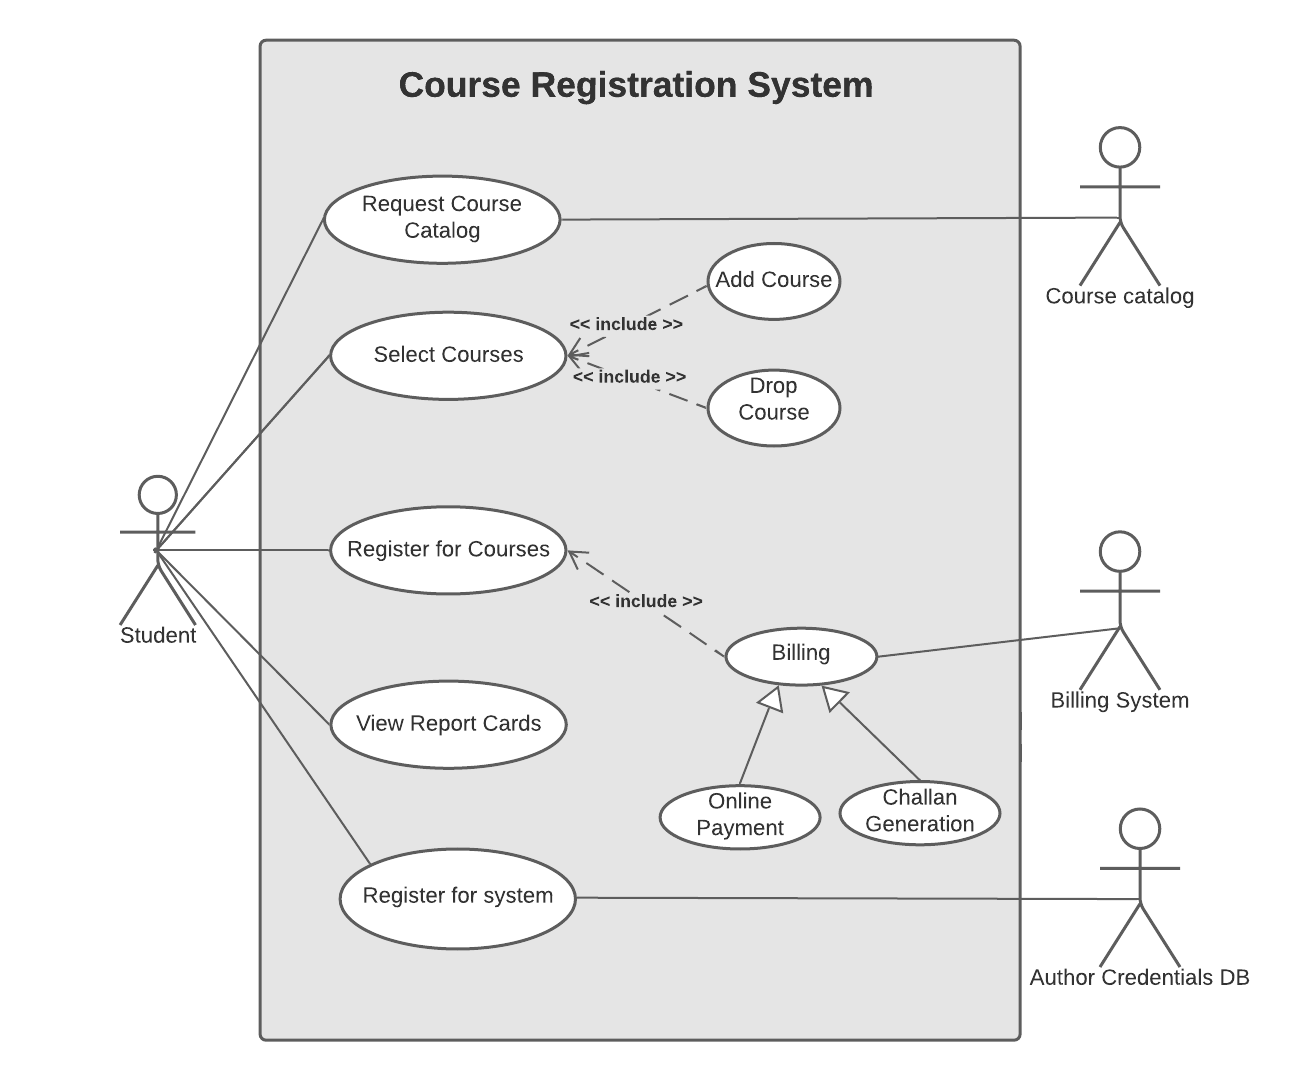 Course Registration System
Request Course
Catalog
Add Course
Course catalog
<< include >>
Select Courses
<< include >>
Drop
Course
Register for Courses
<< include >>
Student
Billing
Billing System
View Report Cards
Online
Payment
Challan
Generation
Register for system
Author Credentials DB